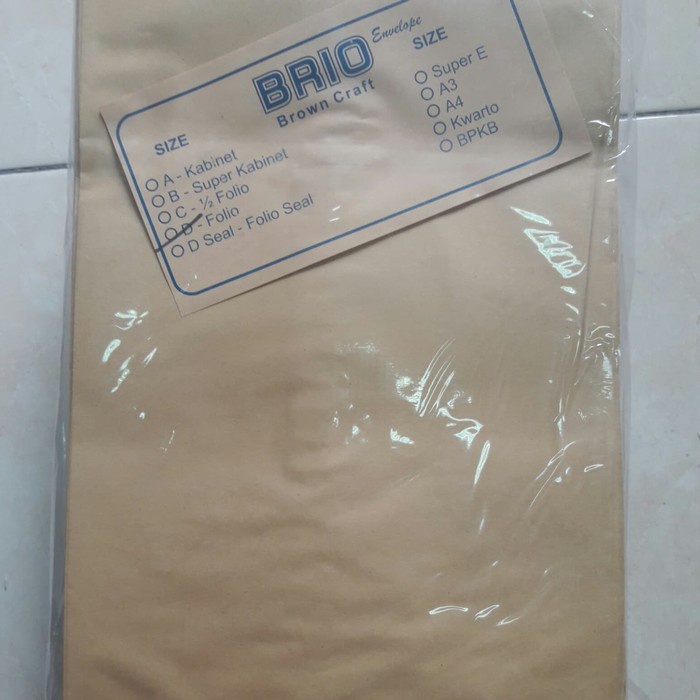 BRIO Envelope
Brown Craft
SIZE
A - Kabinet
B - Super Kabinet
C - ½ Folio
D - Folio
D Seal - Folio Seal
SIZE
Super E
A3
A4
Kwarto
BPKB